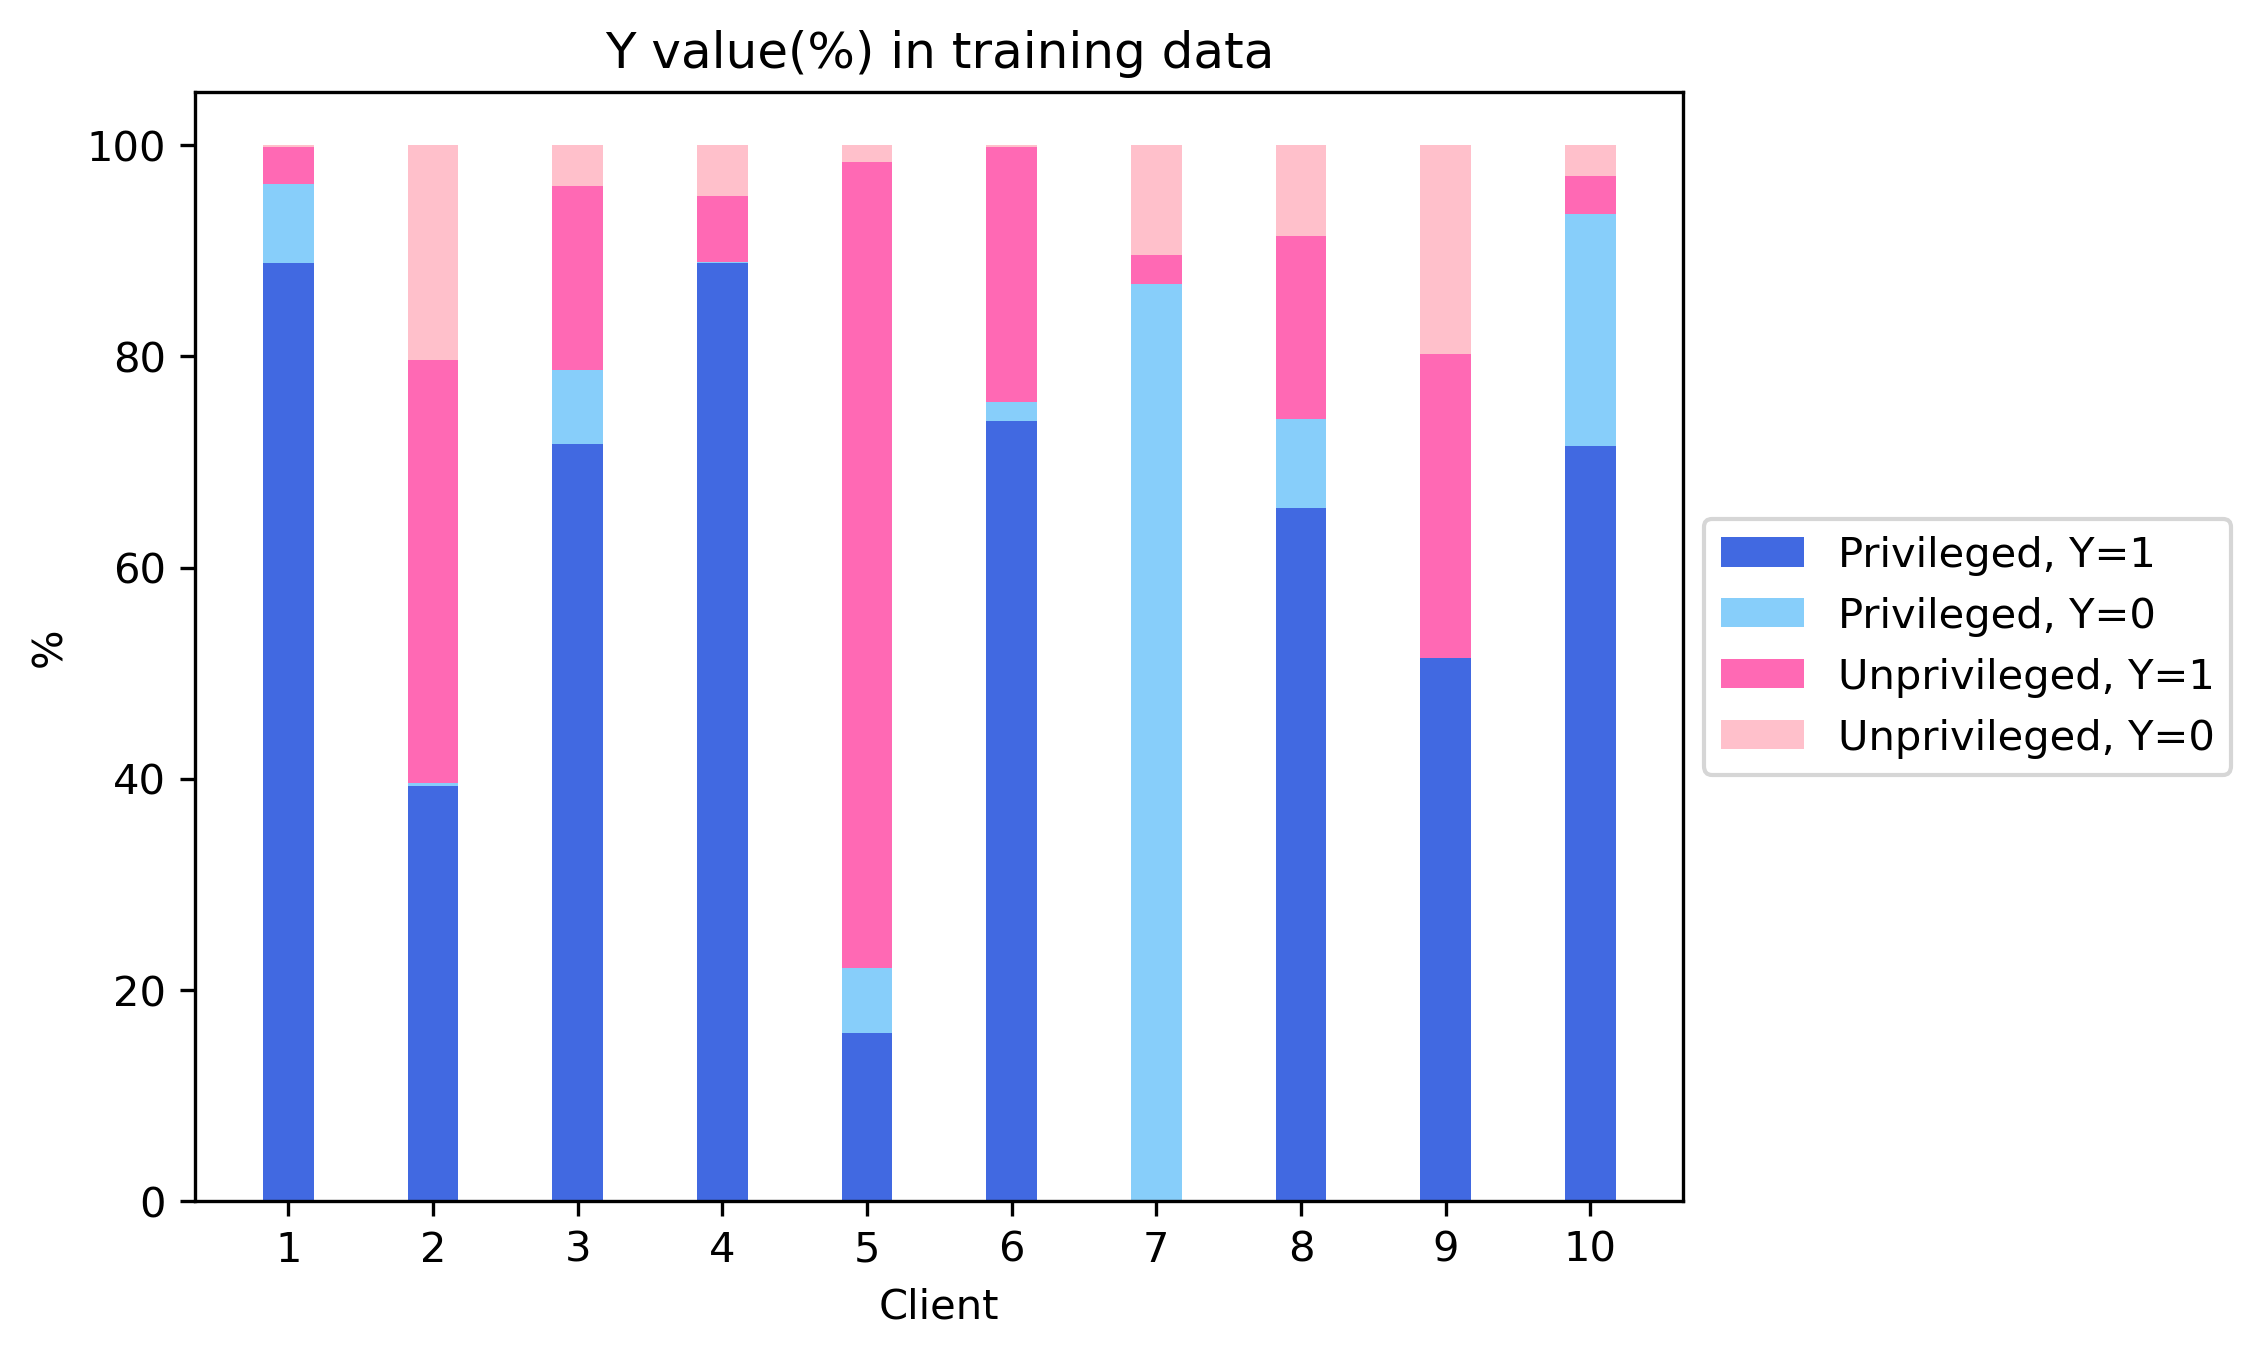 Y value(%) in training data
100
80
60
40
20
0
%
1 2 3 4 5 6 7 8 9 10
Client
Privileged, Y=1
Privileged, Y=0
Unprivileged, Y=1
Unprivileged, Y=0